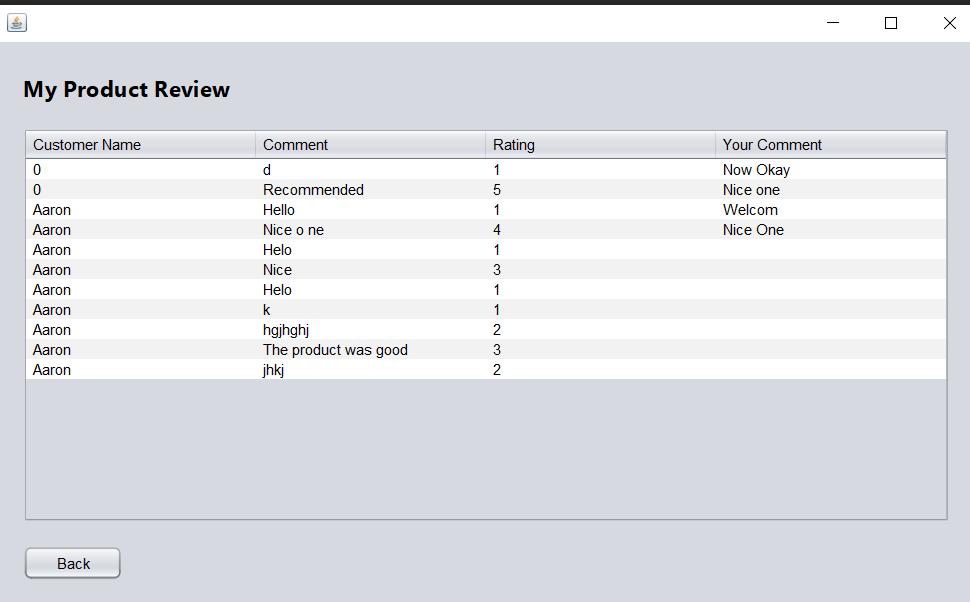 My Product Review
Customer Name Comment Rating Your Comment
0 d 1 Now Okay
0 Recommended 5 Nice one
Aaron Hello 1 Welcom
Aaron Nice o ne 4 Nice One
Aaron Helo 1
Aaron Nice 3
Aaron Helo 1
Aaron k 1
Aaron hgjhghj 2
Aaron The product was good 3
Aaron jhkj 2
Back